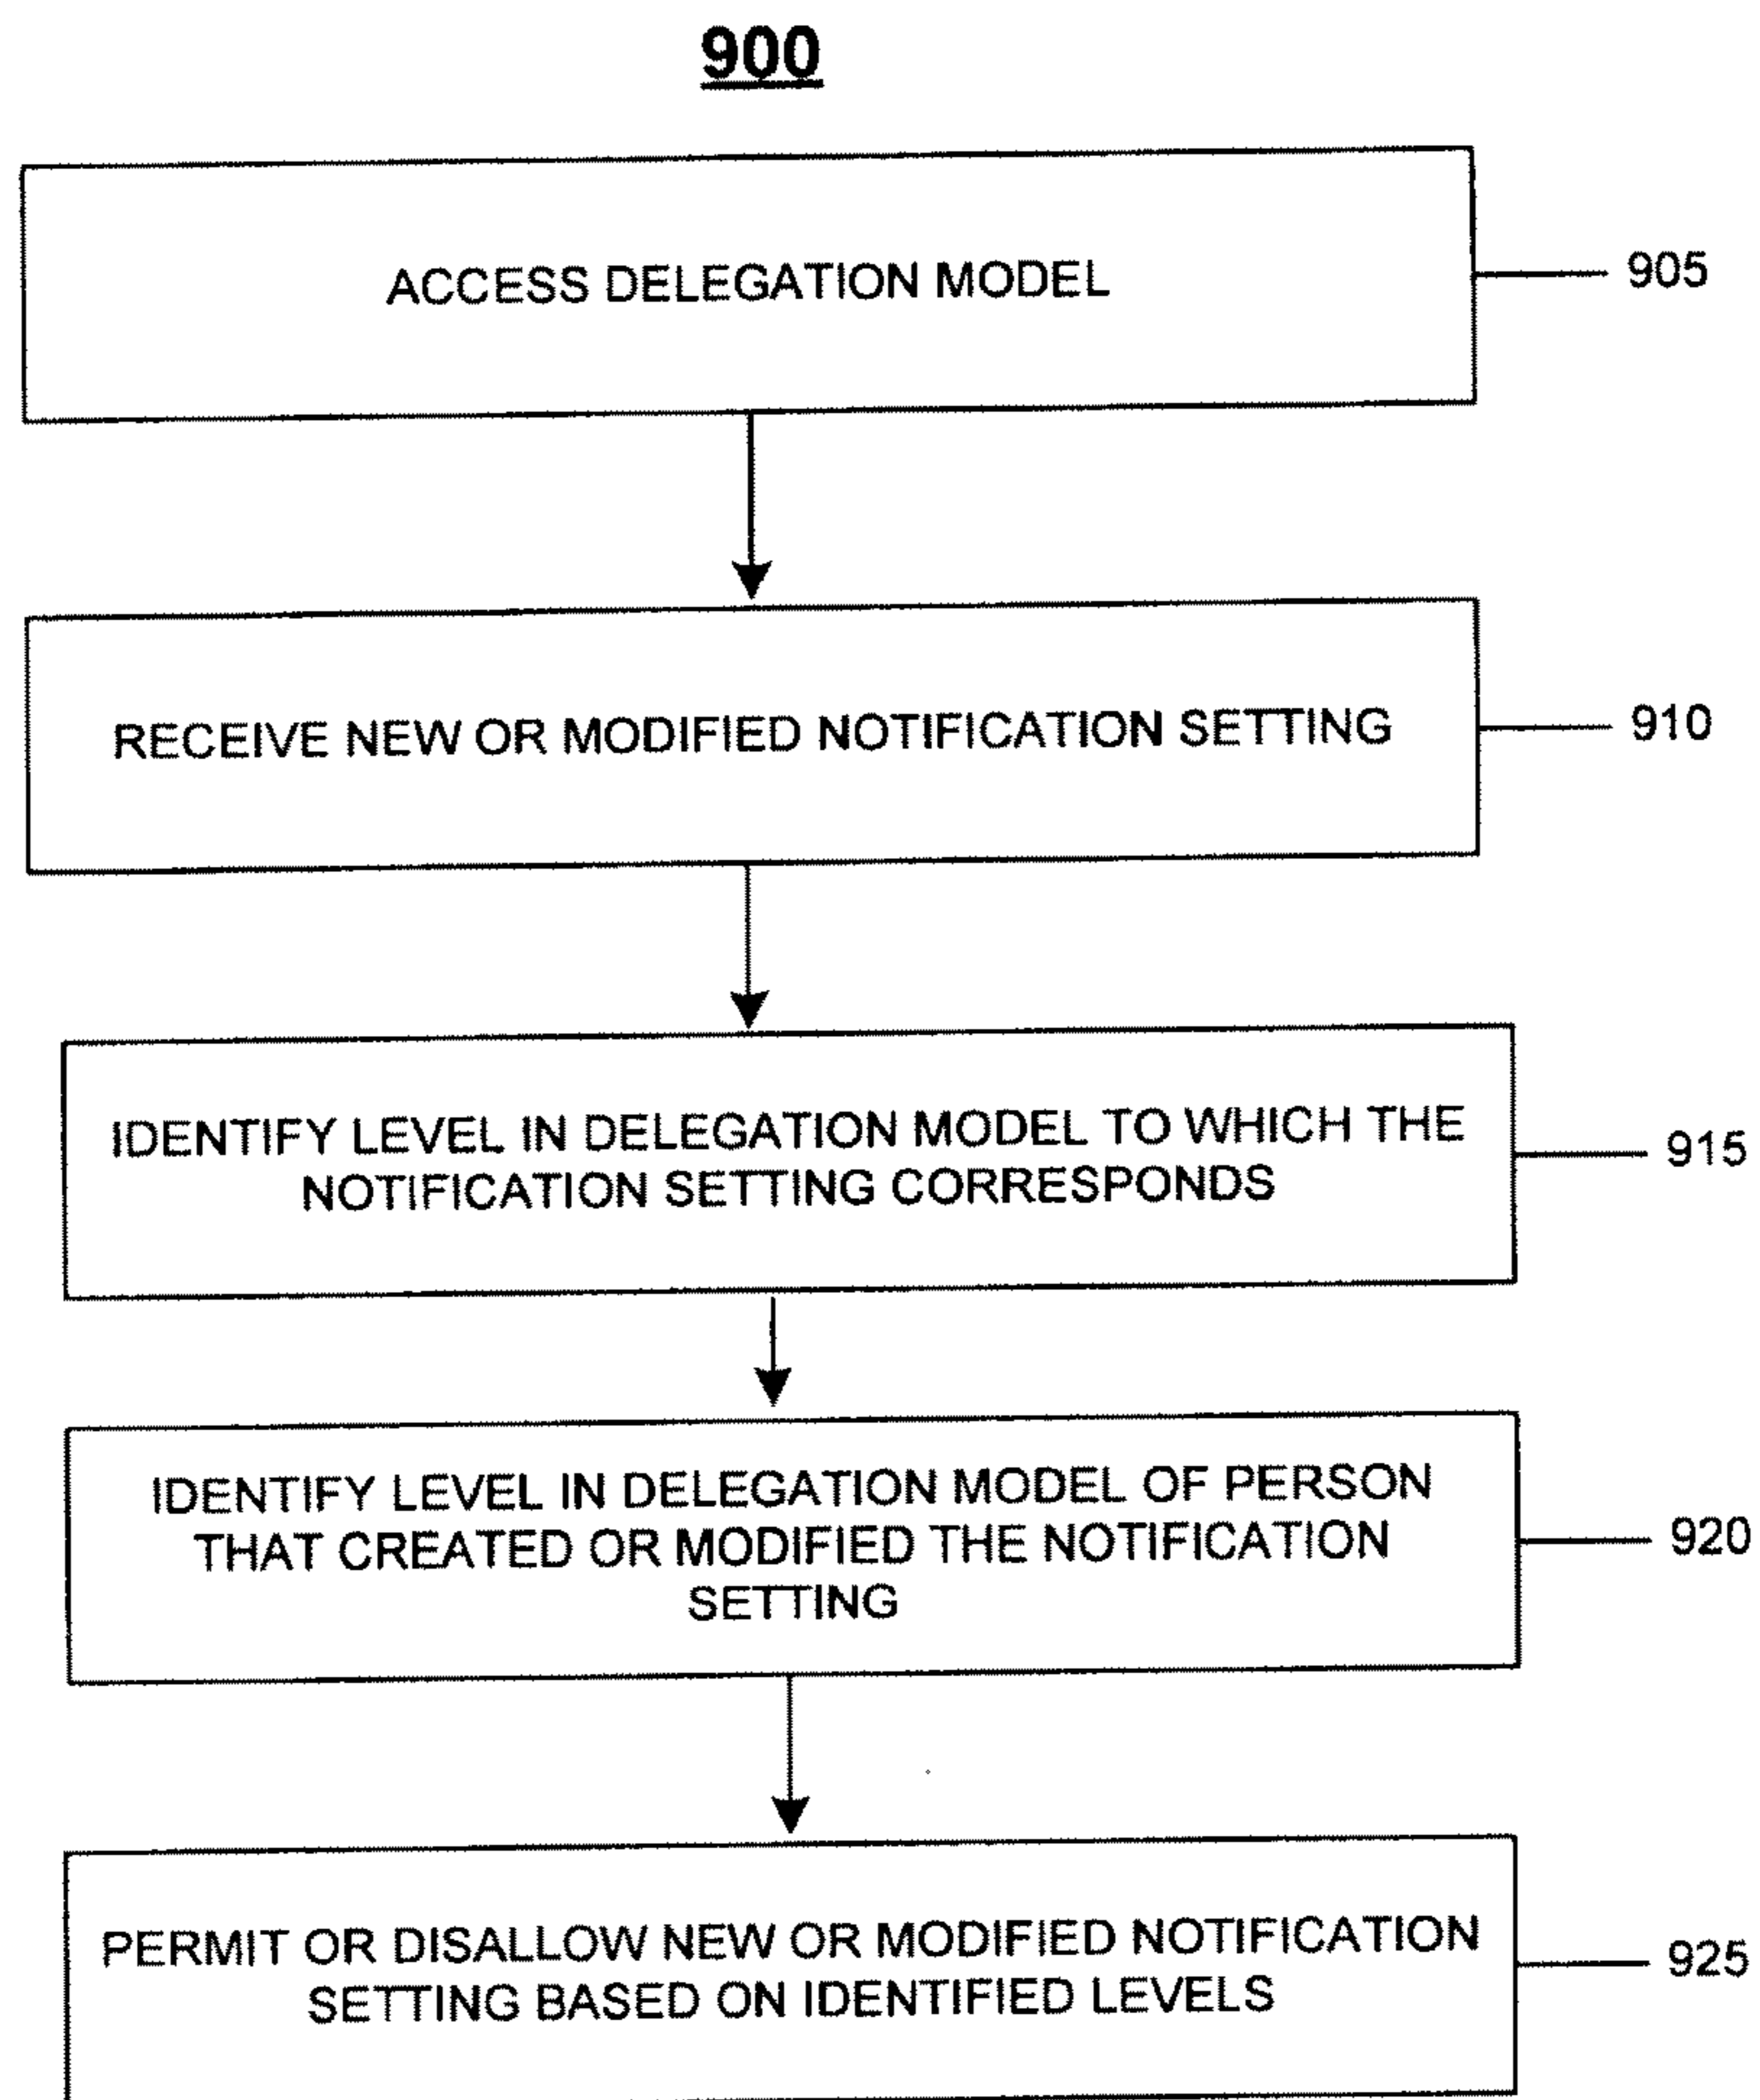 900
ACCESS DELEGATION MODEL
905
RECEIVE NEW OR MODIFIED NOTIFICATION SETTING
910
IDENTIFY LEVEL IN DELEGATION MODEL TO WHICH THE
NOTIFICATION SETTING CORRESPONDS
915
IDENTIFY LEVEL IN DELEGATION MODEL OF PERSON
THAT CREATED OR MODIFIED THE NOTIFICATION
SETTING
920
PERMIT OR DISALLOW NEW OR MODIFIED NOTIFICATION
SETTING BASED ON IDENTIFIED LEVELS
925